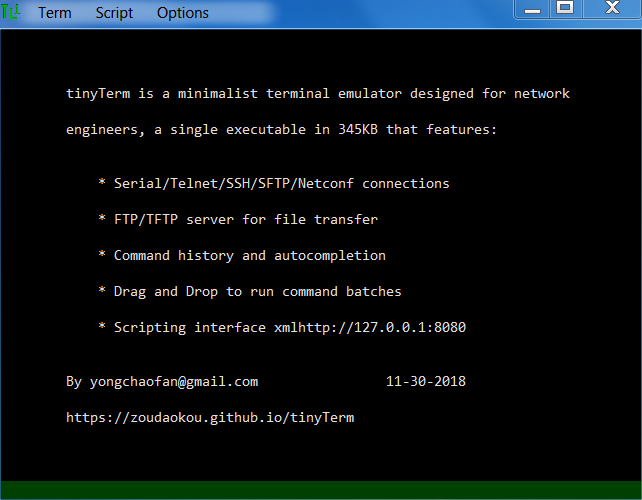 Term Script Options
tinyTerm is a minimalist terminal emulator designed for network
engineers, a single executable in 345KB that features:
* Serial/Telnet/SSH/SFTP/Netconf connections
* FTP/TFTP server for file transfer
* Command history and autocompletion
* Drag and Drop to run command batches
* Scripting interface xmlhttp://127.0.0.1:8080
By yongchaofan@gmail.com 11-30-2018
https://zoudaokou.github.io/tinyTerm